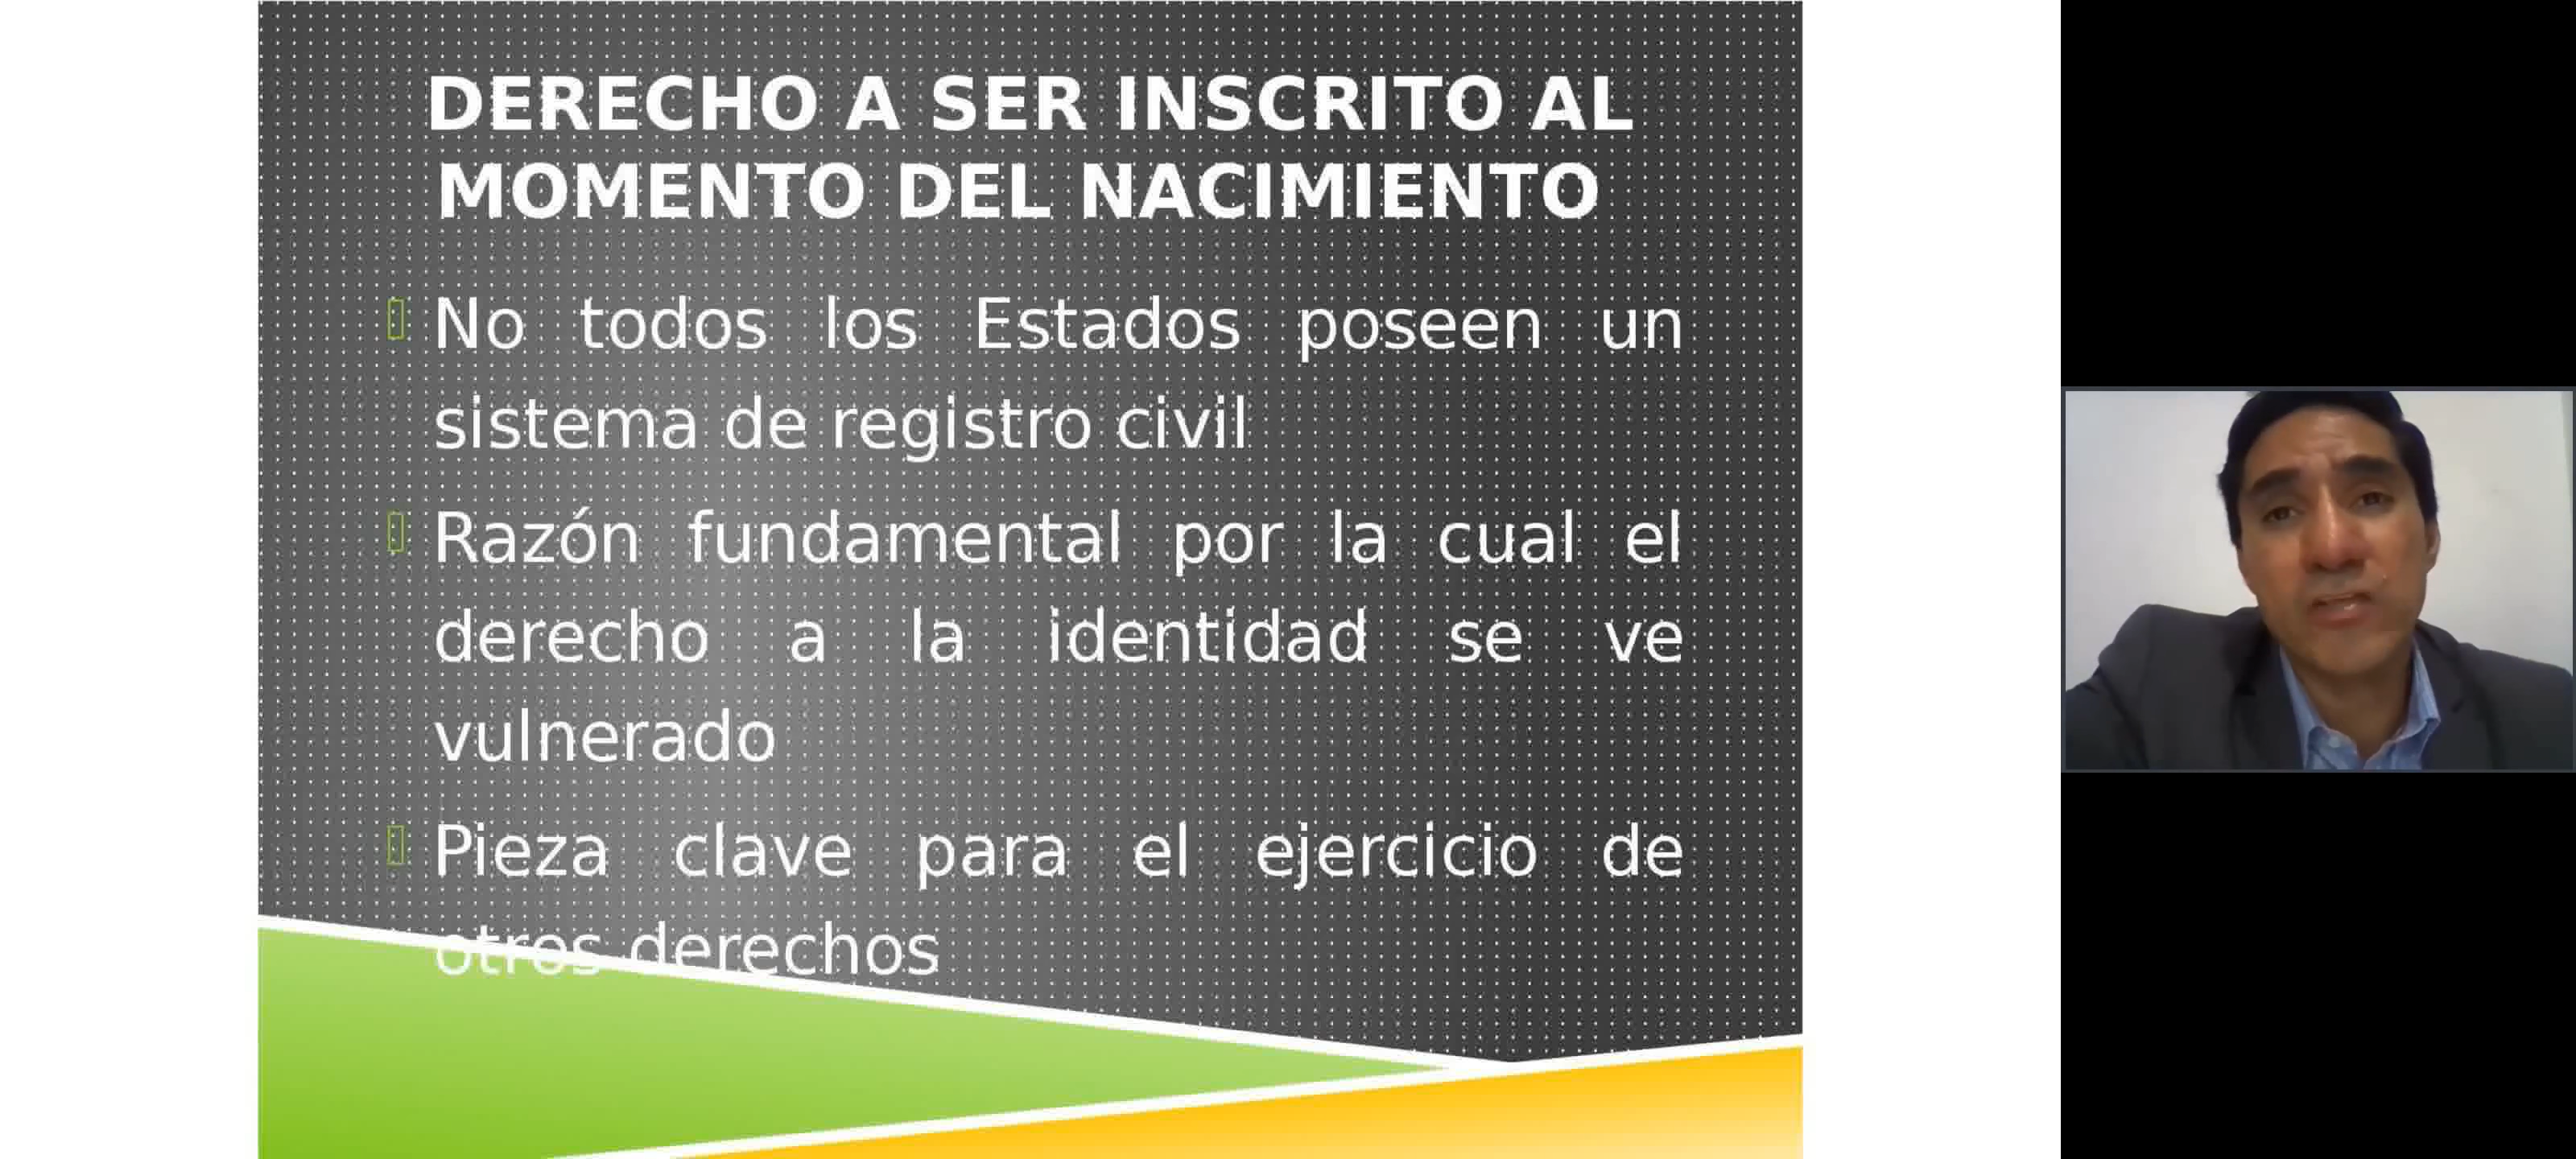 DERECHO A SER INSCRITO AL
MOMENTO DEL NACIMIENTO
No todos los Estados poseen un
sistema de registro civil
Razón fundamental por la cual el
derecho a la identidad se ve
vulnerado
Pieza clave para el ejercicio de
otros derechos